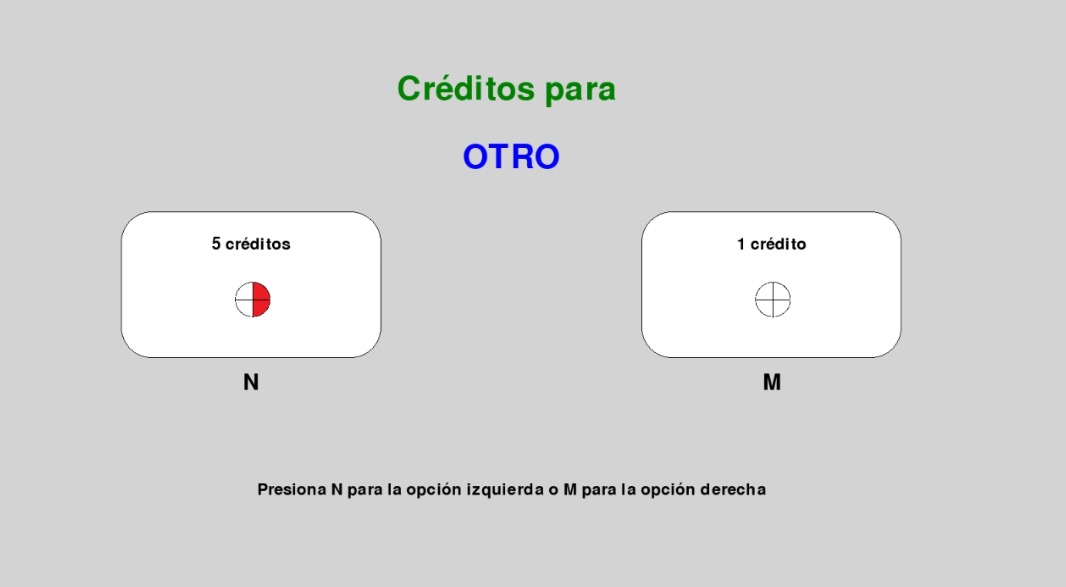 Créditos para
OTRO
5 créditos
1 crédito
N
M
Presiona N para la opción izquierda o M para la opción derecha